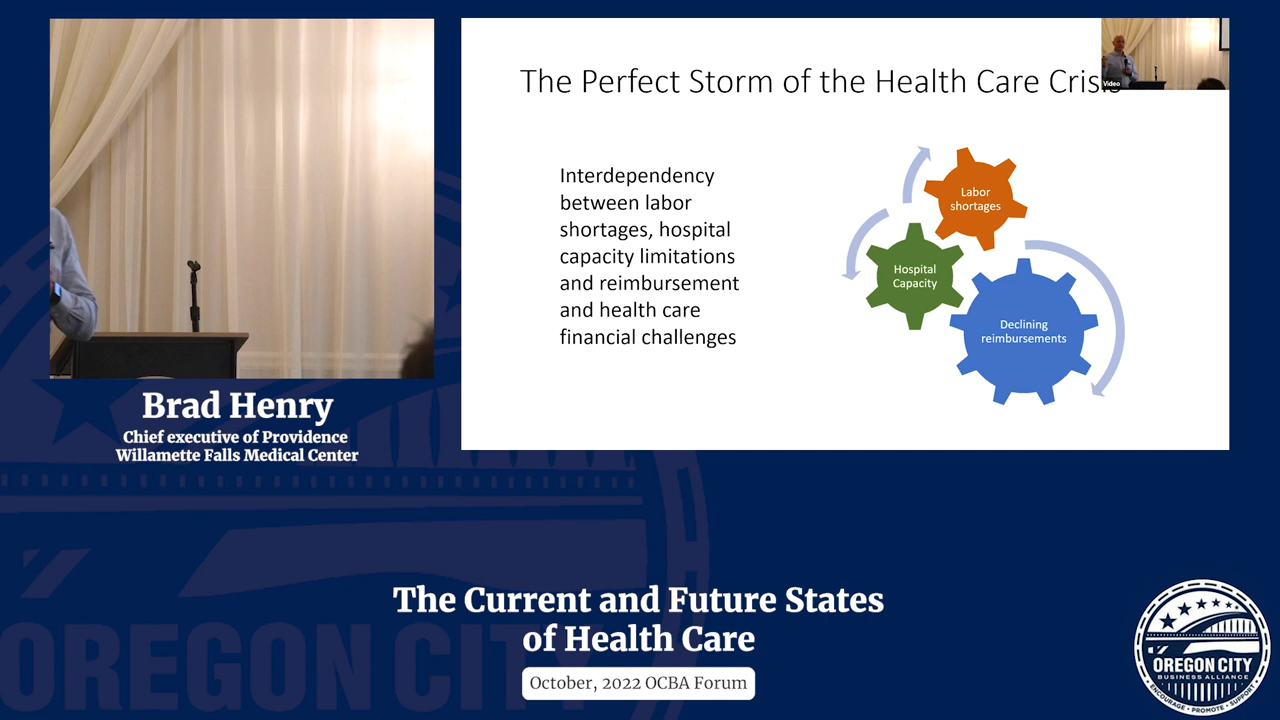 The Perfect Storm of the Health Care Crisis
Video
Interdependency
between labor
shortages, hospital
capacity limitations
and reimbursement
and health care
financial challenges
Labor
shortages
Hospital
Capacity
Declining
reimbursements
Brad Henry
Chief executive of Providence
Willamette Falls Medical Center
The Current and Future States
of Health Care
October, 2022 OCBA Forum
OREGON CITY
BUSINESS ALLIANCE
ENCOURAGE • PROMOTE • SUPPORT
OREGON C